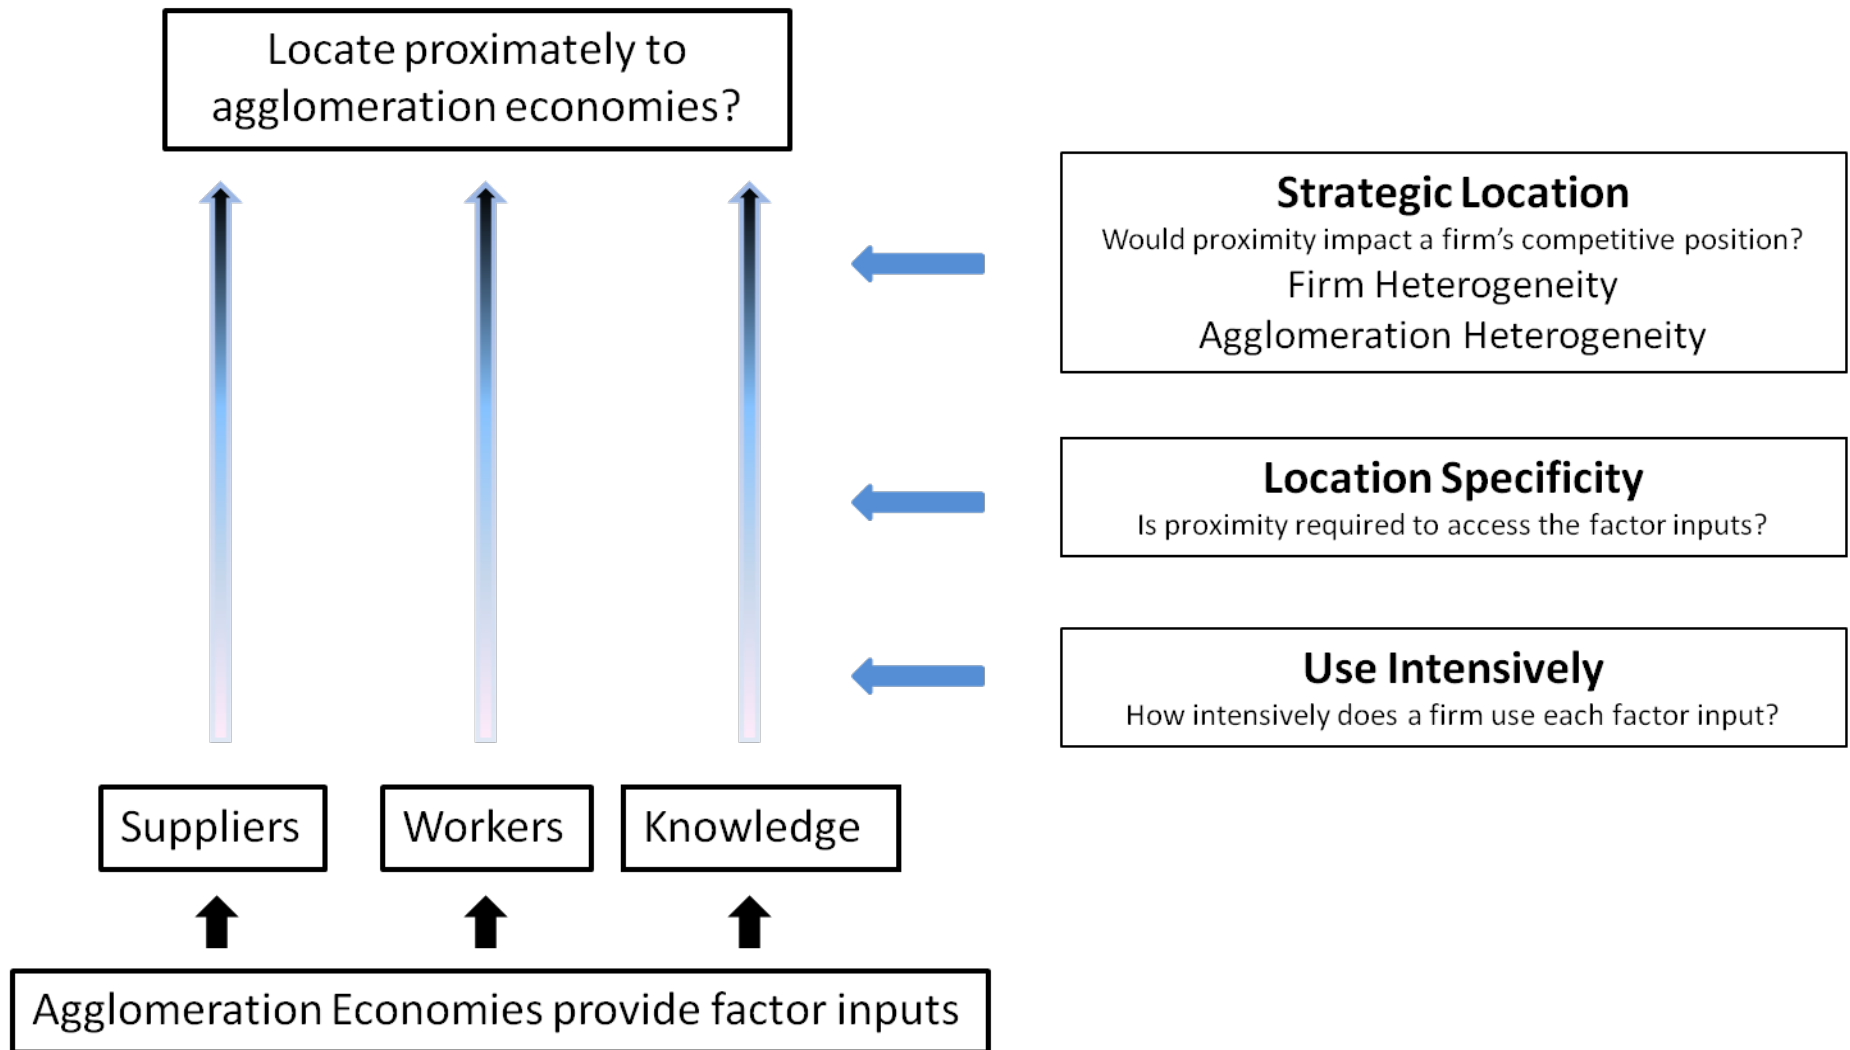 Locate proximately to
agglomeration economies?
Strategic Location
Would proximity impact a firm's competitive position?
Firm Heterogeneity
Agglomeration Heterogeneity
Location Specificity
Is proximity required to access the factor inputs?
Use Intensively
How intensively does a firm use each factor input?
Suppliers
Workers
Knowledge
Agglomeration Economies provide factor inputs